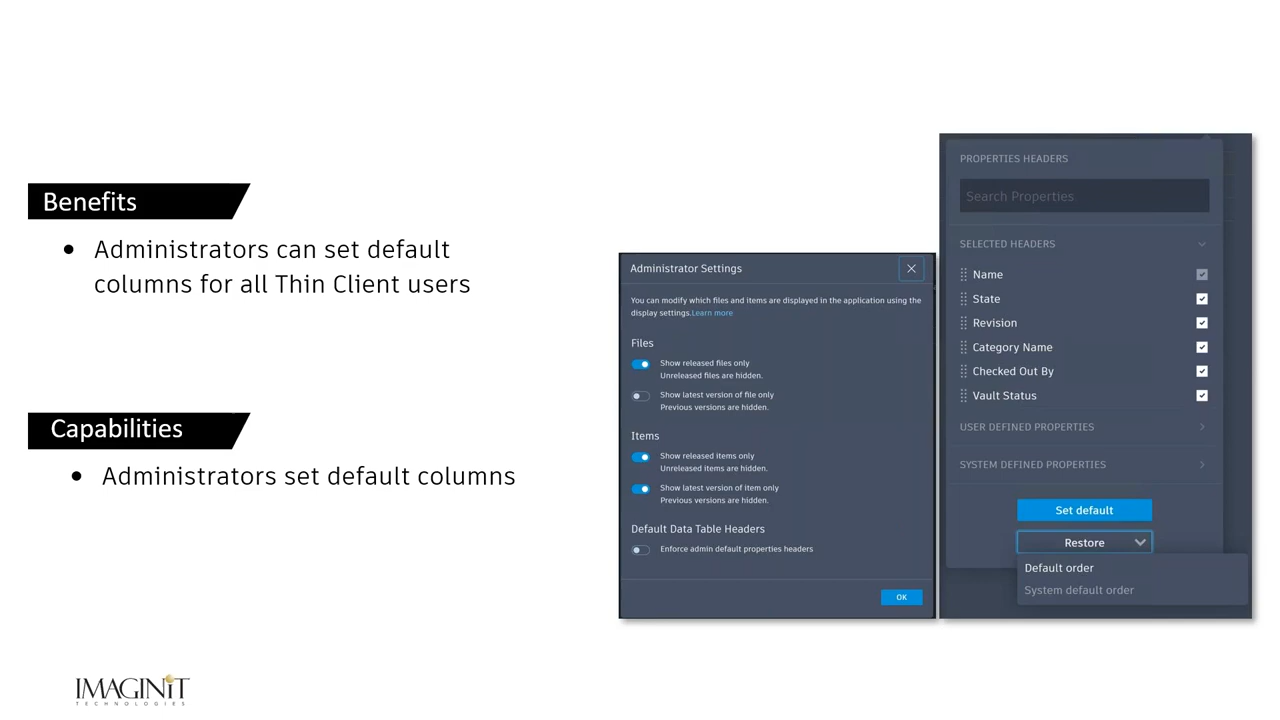 Benefits
• Administrators can set default
columns for all Thin Client users
Capabilities
• Administrators set default columns
IMAGINiT
TECHNOLOGIES
Administrator Settings
You can modify which files and items are displayed in the application using the
display settings.Learn more
Files
Show released files only
Unreleased files are hidden.
Show latest version of file only
Previous versions are hidden.
Items
Show released items only
Unreleased items are hidden.
Show latest version of item only
Previous versions are hidden.
Default Data Table Headers
Enforce admin default properties headers
OK
PROPERTIES HEADERS
Search Properties
SELECTED HEADERS
Name
State
Revision
Category Name
Checked Out By
Vault Status
USER DEFINED PROPERTIES
SYSTEM DEFINED PROPERTIES
Set default
Restore
Default order
System default order